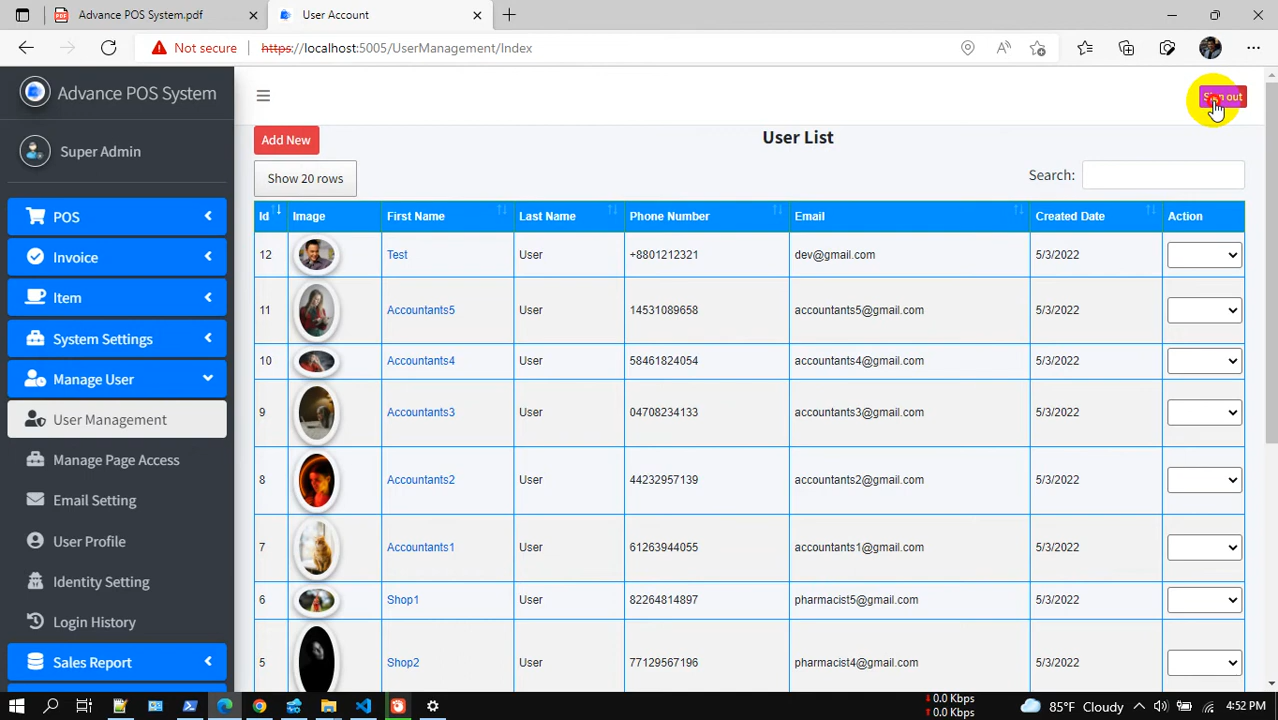 Advance POS System.pdf
User Account
Not secure
https://localhost:5005/UserManagement/Index
Advance POS System
Sign out
Super Admin
Add New
User List
Show 20 rows
Search:
Id Image First Name Last Name Phone Number Email Created Date Action
12 Test User +8801212321 dev@gmail.com 5/3/2022
11 Accountants5 User 14531089658 accountants5@gmail.com 5/3/2022
10 Accountants4 User 58461824054 accountants4@gmail.com 5/3/2022
9 Accountants3 User 04708234133 accountants3@gmail.com 5/3/2022
8 Accountants2 User 44232957139 accountants2@gmail.com 5/3/2022
7 Accountants1 User 61263944055 accountants1@gmail.com 5/3/2022
6 Shop1 User 82264814897 pharmacist5@gmail.com 5/3/2022
5 Shop2 User 77129567196 pharmacist4@gmail.com 5/3/2022
POS
Invoice
Item
System Settings
Manage User
User Management
Manage Page Access
Email Setting
User Profile
Identity Setting
Login History
Sales Report
0.0 Kbps
0.0 Kbps
85°F Cloudy
4:52 PM